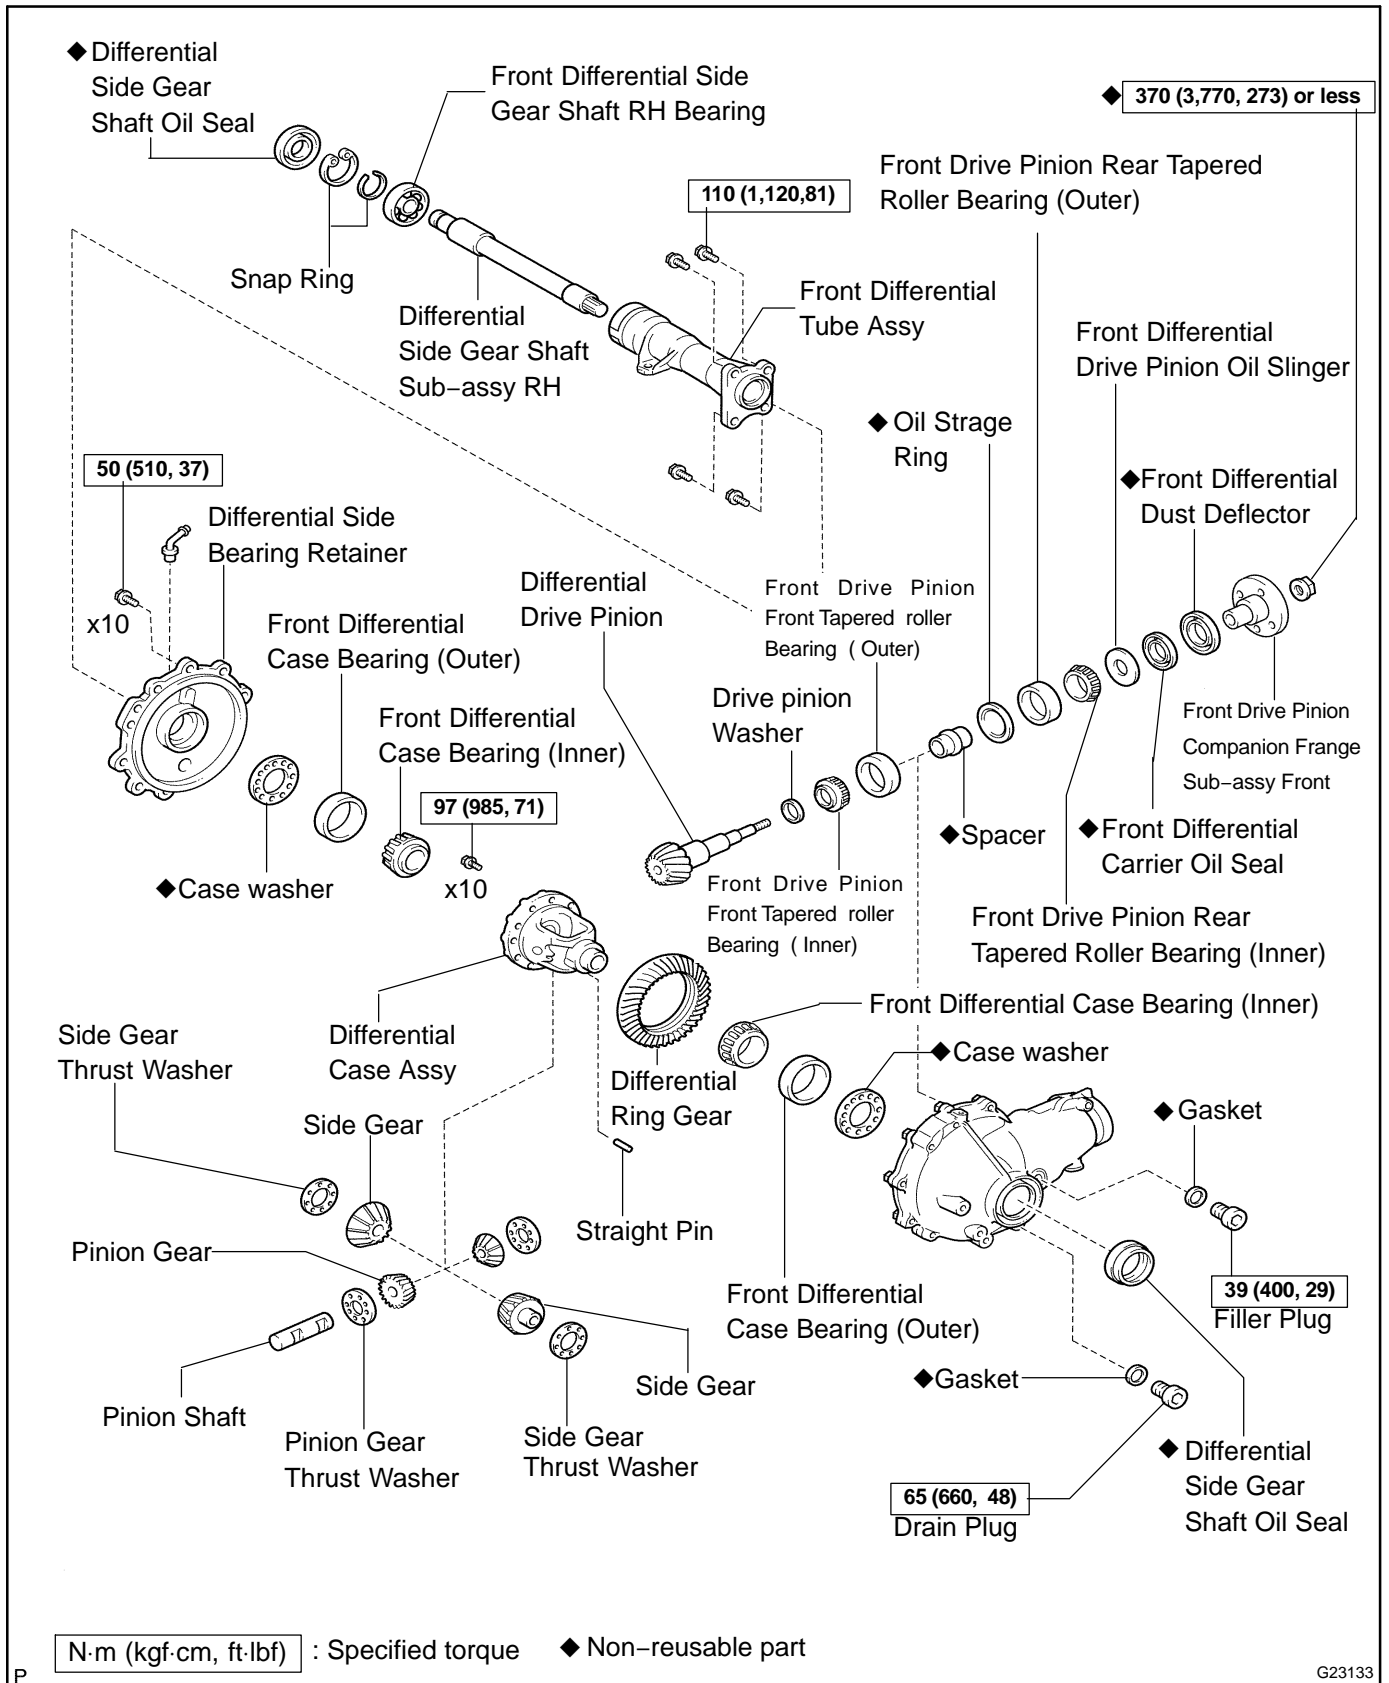 ◆ Differential
Side Gear
Shaft Oil Seal
Front Differential Side
Gear Shaft RH Bearing
◆ 370 (3,770, 273) or less
Front Drive Pinion Rear Tapered
Roller Bearing (Outer)
110 (1,120,81)
Snap Ring
Differential
Side Gear Shaft
Sub−assy RH
Front Differential
Tube Assy
Front Differential
Drive Pinion Oil Slinger
◆ Oil Strage
Ring
◆Front Differential
Dust Deflector
50 (510, 37)
x10
Differential Side
Bearing Retainer
Differential
Drive Pinion
Front Drive Pinion
Front Tapered roller
Bearing ( Outer)
Front Differential
Case Bearing (Outer)
Front Differential
Case Bearing (Inner)
Drive pinion
Washer
Front Drive Pinion
Companion Frange
Sub−assy Front
97 (985, 71)
x10
◆Spacer
◆Front Differential
Carrier Oil Seal
◆Case washer
Front Drive Pinion
Front Tapered roller
Bearing ( Inner)
Front Drive Pinion Rear
Tapered Roller Bearing (Inner)
Front Differential Case Bearing (Inner)
Side Gear
Thrust Washer
Differential
Case Assy
◆Case washer
Differential
Ring Gear
◆Gasket
Side Gear
Straight Pin
Pinion Gear
39 (400, 29)
Filler Plug
Front Differential
Case Bearing (Outer)
Side Gear
◆Gasket
Pinion Shaft
Pinion Gear
Thrust Washer
Side Gear
Thrust Washer
◆ Differential
Side Gear
Shaft Oil Seal
65 (660, 48)
Drain Plug
N·m (kgf·cm, ft·lbf) : Specified torque ◆ Non−reusable part
P
G23133